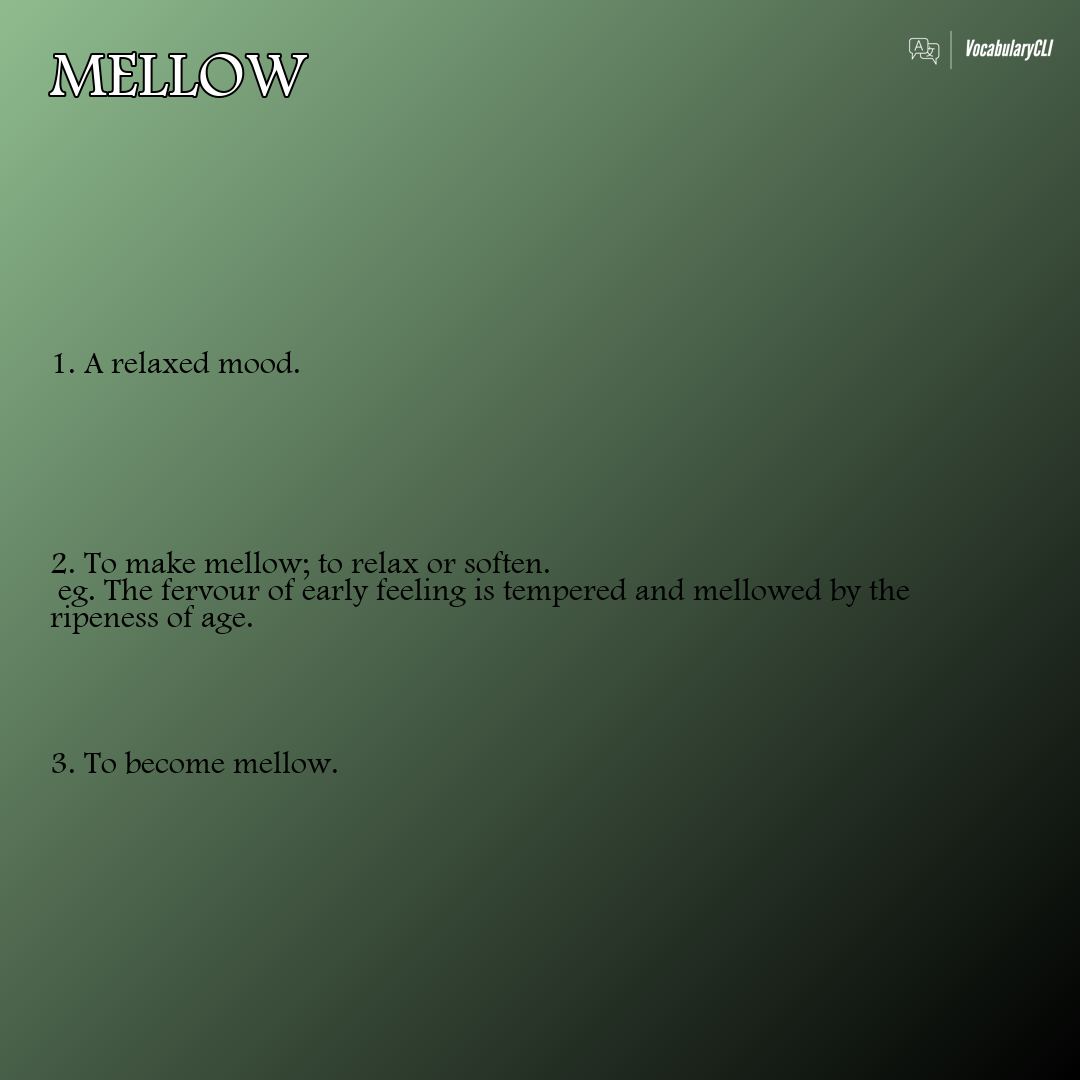 MELLOW
VocabularyCLI
1. A relaxed mood.
2. To make mellow; to relax or soften.
eg. The fervour of early feeling is tempered and mellowed by the
ripeness of age.
3. To become mellow.